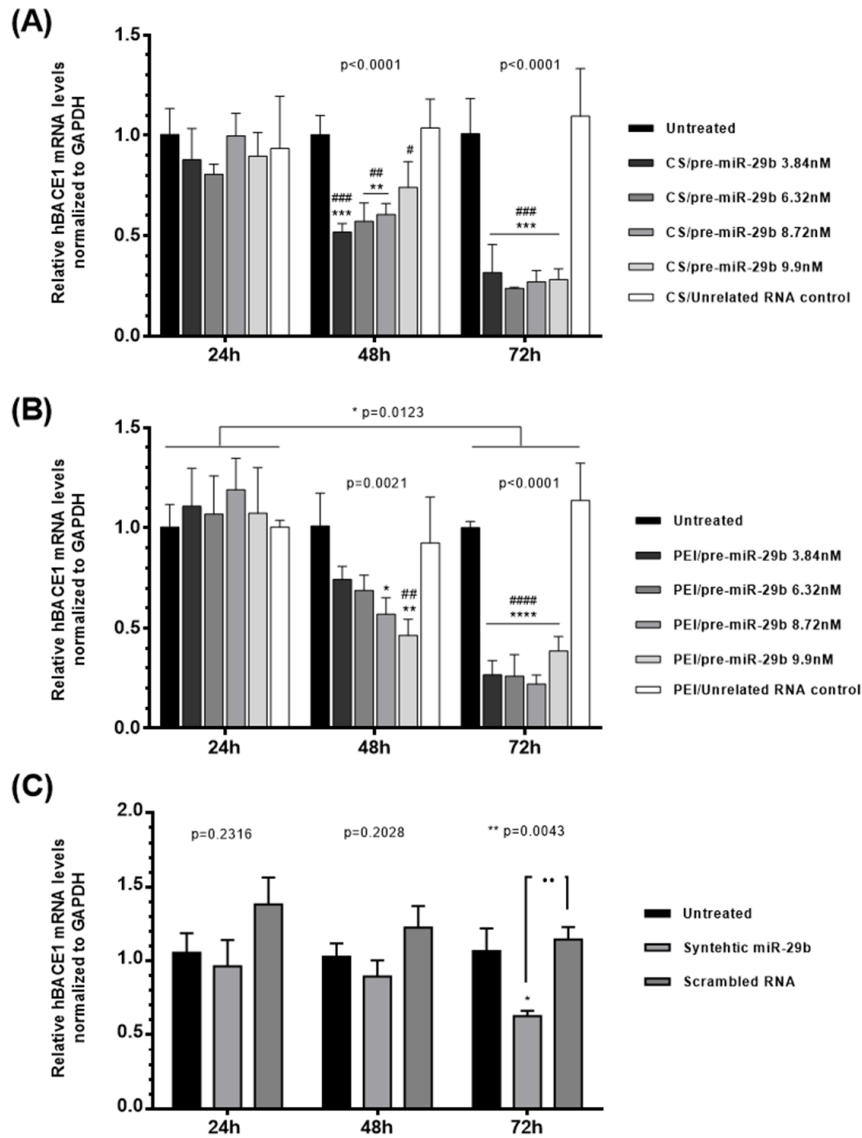 (A)
Relative hBACE1 mRNA levels
normalized to GAPDH
1.5
1.0
0.5
0.0
p<0.0001
p<0.0001
###
***
##
**
#
###
***
24h
48h
72h
Untreated
CS/pre-miR-29b 3.84nM
CS/pre-miR-29b 6.32nM
CS/pre-miR-29b 8.72nM
CS/pre-miR-29b 9.9nM
CS/Unrelated RNA control
(B)
Relative hBACE1 mRNA levels
normalized to GAPDH
1.5
1.0
0.5
0.0
* p=0.0123
p=0.0021
p<0.0001
*
##
**
####
****
24h
48h
72h
Untreated
PEI/pre-miR-29b 3.84nM
PEI/pre-miR-29b 6.32nM
PEI/pre-miR-29b 8.72nM
PEI/pre-miR-29b 9.9nM
PEI/Unrelated RNA control
(C)
Relative hBACE1 mRNA levels
normalized to GAPDH
2.0
1.5
1.0
0.5
0.0
p=0.2316
p=0.2028
** p=0.0043
••
*
24h
48h
72h
Untreated
Syntehtic miR-29b
Scrambled RNA